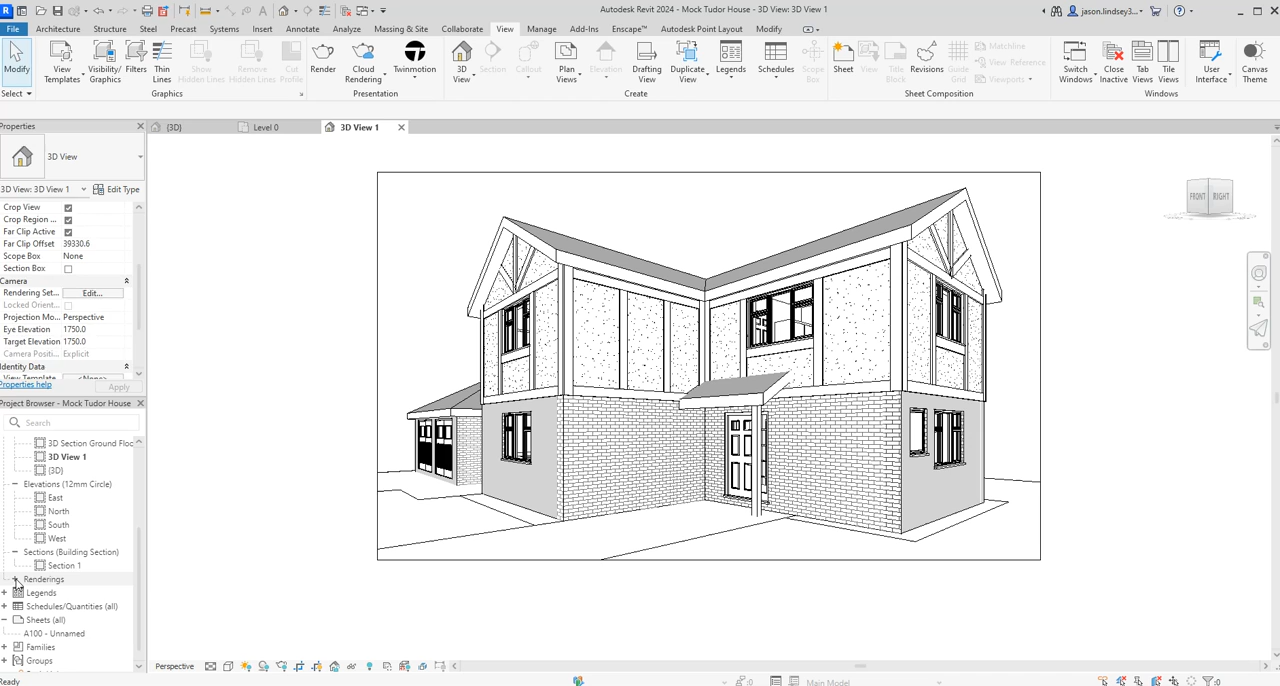 Autodesk Revit 2024 - Mock Tudor House - 3D View: 3D View 1
jason.lindsey3...
File Architecture Structure Steel Precast Systems Insert Annotate Analyze Massing & Site Collaborate View Manage Add-Ins Enscape™ Autodesk Point Layout Modify
Modify
View Templates
Visibility/ Graphics
Filters
Thin Lines
Show Hidden Lines
Remove Hidden Lines
Cut Profile
Render
Cloud Rendering
Twinmotion
3D View
Section
Callout
Plan Views
Elevation
Drafting View
Duplicate View
Legends
Schedules
Scope Box
Sheet
View
Title Block
Revisions
Guide Grid
Matchline
View Reference
Viewports
Switch Windows
Close Inactive
Tab Views
Tile Views
User Interface
Canvas Theme
Select
Graphics
Presentation
Create
Sheet Composition
Windows
Properties
{3D}
Level 0
3D View 1
3D View
3D View: 3D View 1
Edit Type
Crop View
Crop Region ...
Far Clip Active
Far Clip Offset 39330.6
Scope Box None
Section Box
Camera
Rendering Set... Edit...
Locked Orient...
Projection Mo... Perspective
Eye Elevation 1750.0
Target Elevation 1750.0
Camera Positi... Explicit
Identity Data
View Template <None>
Properties help
Apply
Project Browser - Mock Tudor House
Search
3D Section Ground Floc
3D View 1
{3D}
Elevations (12mm Circle)
East
North
South
West
Sections (Building Section)
Section 1
Renderings
Legends
Schedules/Quantities (all)
Sheets (all)
A100 - Unnamed
Families
Groups
FRONT RIGHT
Perspective
Ready
:0
Main Model
:0